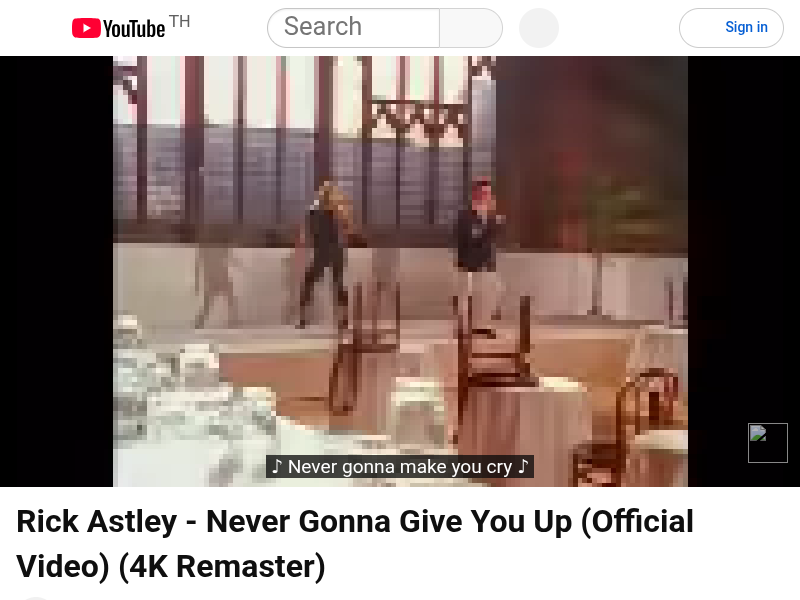 YouTube TH
Search
Sign in
♪ Never gonna make you cry ♪
Rick Astley - Never Gonna Give You Up (Official
Video) (4K Remaster)